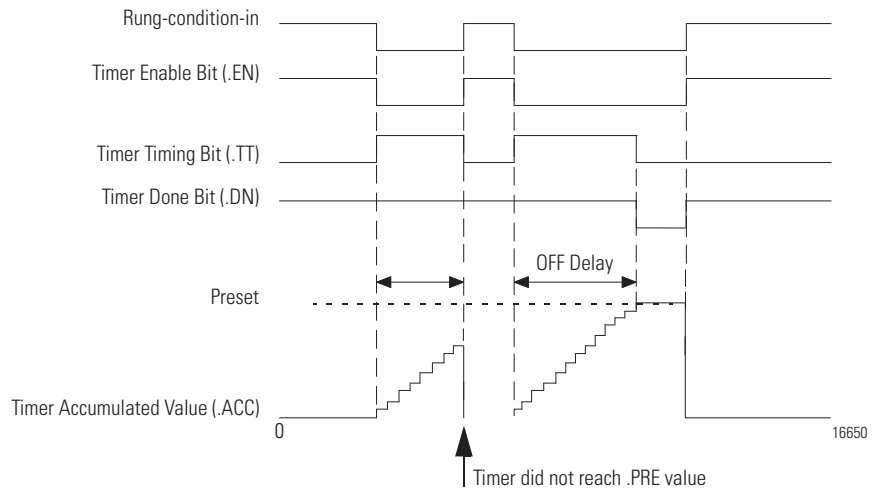 Rung-condition-in
Timer Enable Bit (.EN)
Timer Timing Bit (.TT)
Timer Done Bit (.DN)
OFF Delay
Preset
Timer Accumulated Value (.ACC)
0
16650
Timer did not reach .PRE value